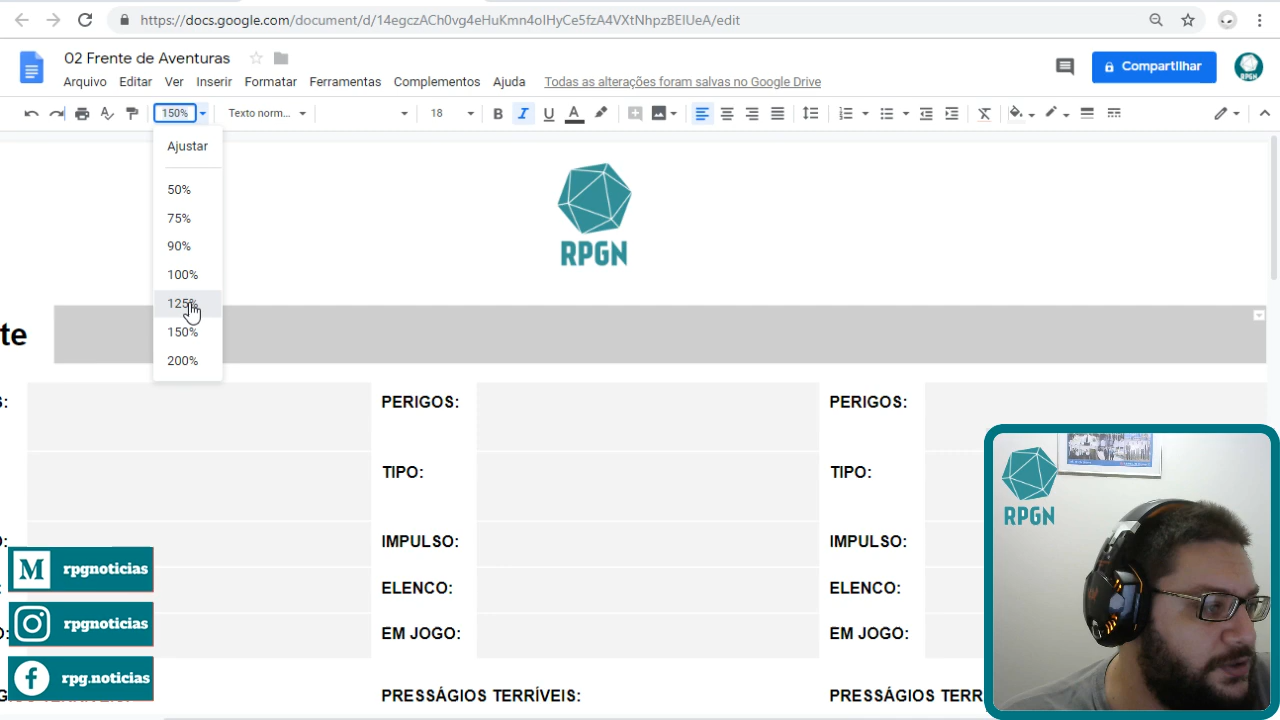 https://docs.google.com/document/d/14egczACh0vg4eHuKmn4oIHyCe5fzA4VXtNhpzBEIUeA/edit
02 Frente de Aventuras
Arquivo Editar Ver Inserir Formatar Ferramentas Complementos Ajuda Todas as alterações foram salvas no Google Drive
Compartilhar
RPGN
150% Texto norm... 18 B I U A
Ajustar
50%
75%
90%
100%
125%
150%
200%
RPGN
te
S: PERIGOS: PERIGOS:
TIPO: TIPO:
O: IMPULSO: IMPULSO:
ELENCO: ELENCO:
O: EM JOGO: EM JOGO:
PRESSÁGIOS TERRÍVEIS: PRESSÁGIOS TERR
M rpgnoticias
rpgnoticias
f rpg.noticias
RPGN